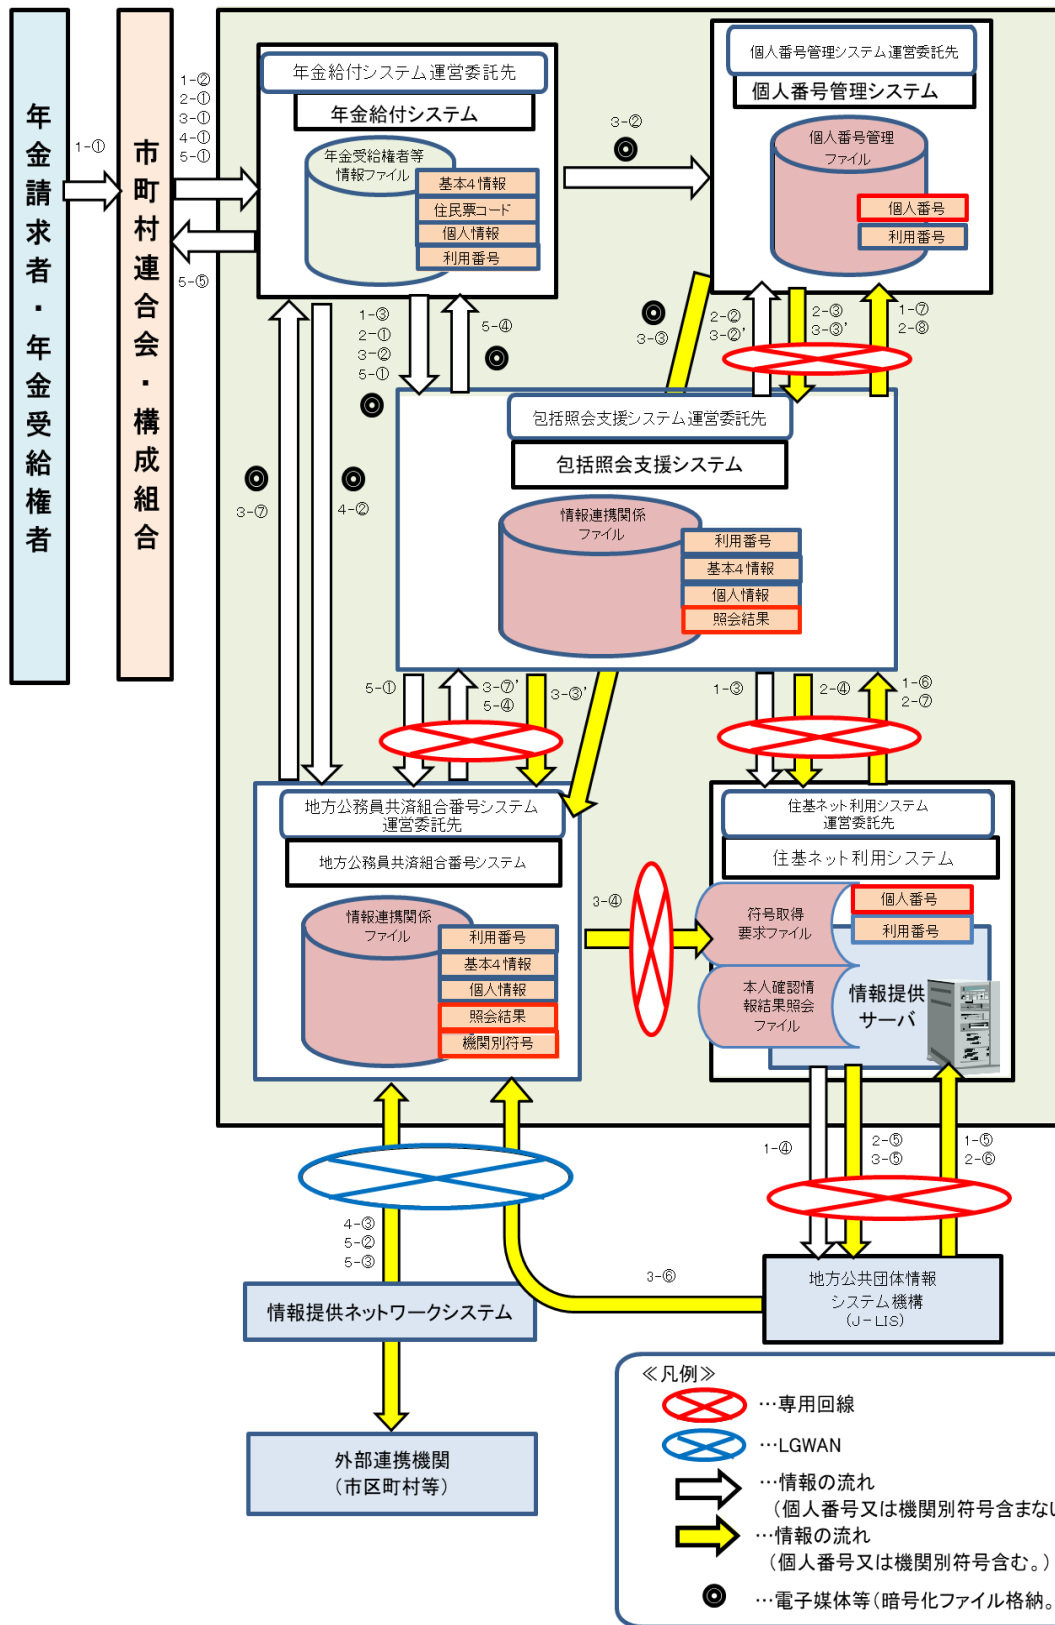 年金請求者・年金受給権者
1-①
市町村連合会・構成組合
1-②
2-①
3-①
4-①
5-①
5-⑤
年金給付システム運営委託先
年金給付システム
年金受給権者等
情報ファイル
基本4情報
住民票コード
個人情報
利用番号
3-②
個人番号管理システム運営委託先
個人番号管理システム
個人番号管理
ファイル
個人番号
利用番号
1-③
2-①
3-②
5-①
5-④
3-③
2-②
3-②’
2-③
3-③’
1-⑦
2-⑧
3-⑦
4-②
包括照会支援システム運営委託先
包括照会支援システム
情報連携関係
ファイル
利用番号
基本4情報
個人情報
照会結果
5-①
3-⑦’
5-④
3-③’
1-③
2-④
1-⑥
2-⑦
地方公務員共済組合番号システム
運営委託先
地方公務員共済組合番号システム
情報連携関係
ファイル
利用番号
基本4情報
個人情報
照会結果
機関別符号
3-④
住基ネット利用システム
運営委託先
住基ネット利用システム
符号取得
要求ファイル
個人番号
利用番号
本人確認情
報結果照会
ファイル
情報提供
サーバ
1-④
2-⑤
3-⑤
1-⑤
2-⑥
4-③
5-②
5-③
3-⑥
情報提供ネットワークシステム
地方公共団体情報
システム機構
(J-LIS)
外部連携機関
(市区町村等)
≪凡例≫
…専用回線
…LGWAN
…情報の流れ
(個人番号又は機関別符号含まない
…情報の流れ
(個人番号又は機関別符号含む。)
…電子媒体等(暗号化ファイル格納。